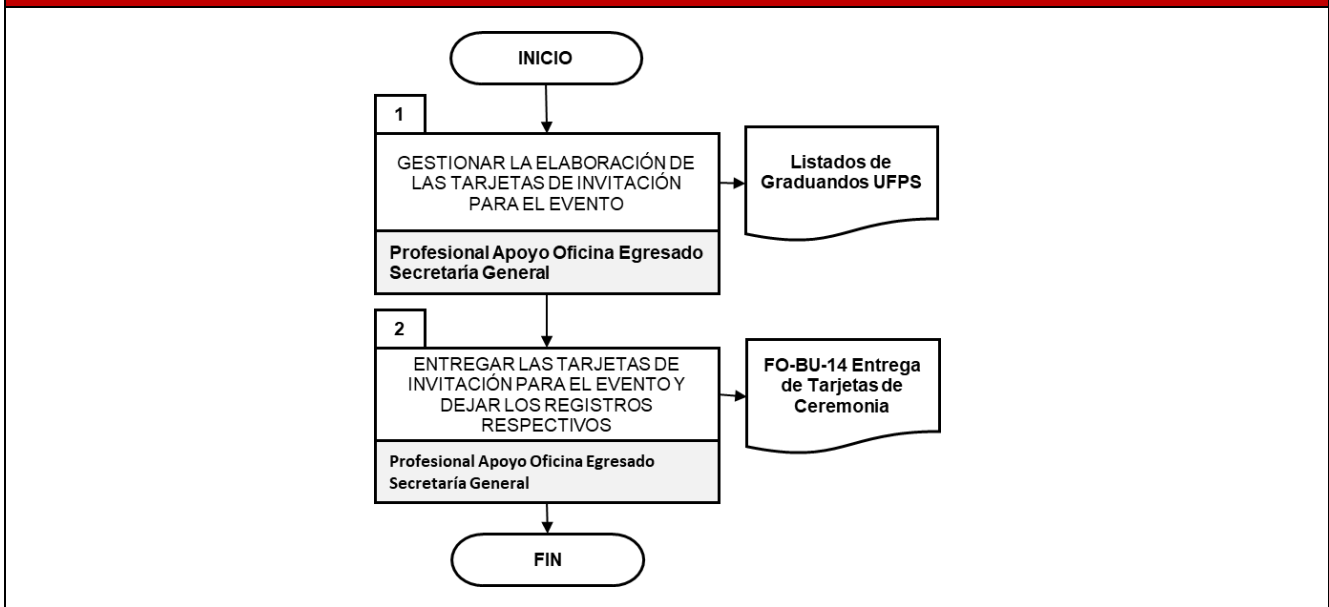 INICIO
1
GESTIONAR LA ELABORACIÓN DE
LAS TARJETAS DE INVITACIÓN
PARA EL EVENTO
Profesional Apoyo Oficina Egresado
Secretaría General
Listados de
Graduandos UFPS
2
ENTREGAR LAS TARJETAS DE
INVITACIÓN PARA EL EVENTO Y
DEJAR LOS REGISTROS
RESPECTIVOS
Profesional Apoyo Oficina Egresado
Secretaría General
FO-BU-14 Entrega
de Tarjetas de
Ceremonia
FIN